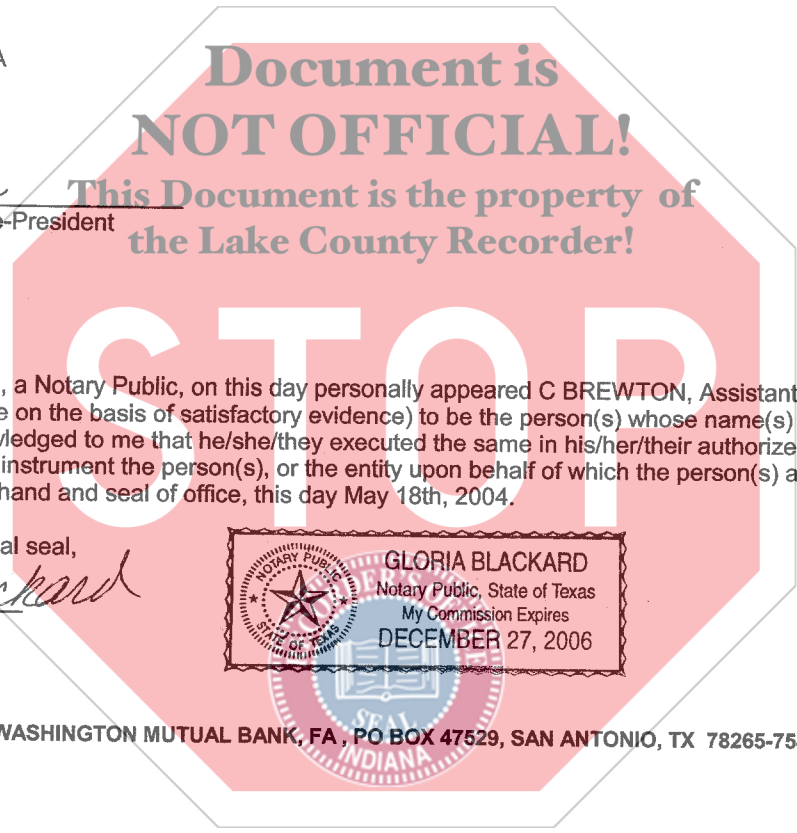 A
Document is
NOT OFFICIAL!
This Document is the property of
the Lake County Recorder!
e-President
STOP
, a Notary Public, on this day personally appeared C BREWTON, Assistant
e on the basis of satisfactory evidence) to be the person(s) whose name(s)
vledged to me that he/she/they executed the same in his/her/their authorize
instrument the person(s), or the entity upon behalf of which the person(s) a
hand and seal of office, this day May 18th, 2004.
al seal,
ckard
NOTARY PUBLIC
STATE OF TEXAS
GLORIA BLACKARD
Notary Public, State of Texas
My Commission Expires
DECEMBER 27, 2006
SEAL
INDIANA
WASHINGTON MUTUAL BANK, FA , PO BOX 47529, SAN ANTONIO, TX 78265-75